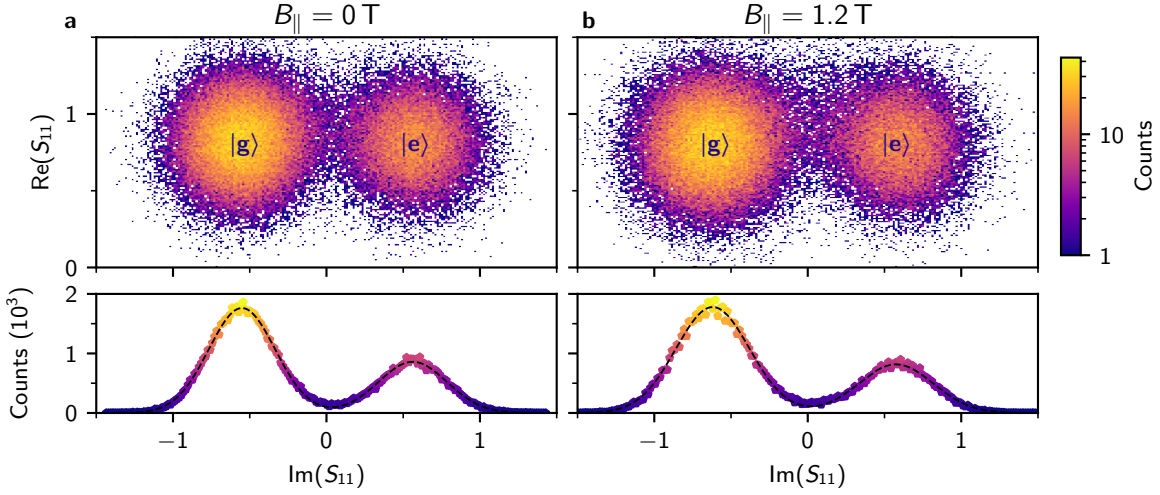 a
B∥ = 0 T
b
B∥ = 1.2 T
Re(S11)
1
0
|g⟩
|e⟩
|g⟩
|e⟩
10
1
Counts
Counts (10³)
2
1
0
−1
0
1
−1
0
1
Im(S11)
Im(S11)